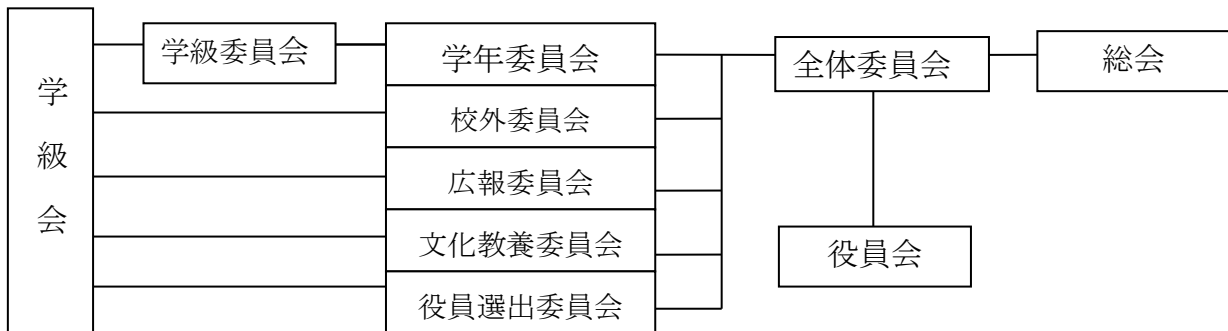 学級会
学級委員会
学年委員会
校外委員会
広報委員会
文化教養委員会
役員選出委員会
全体委員会
役員会
総会